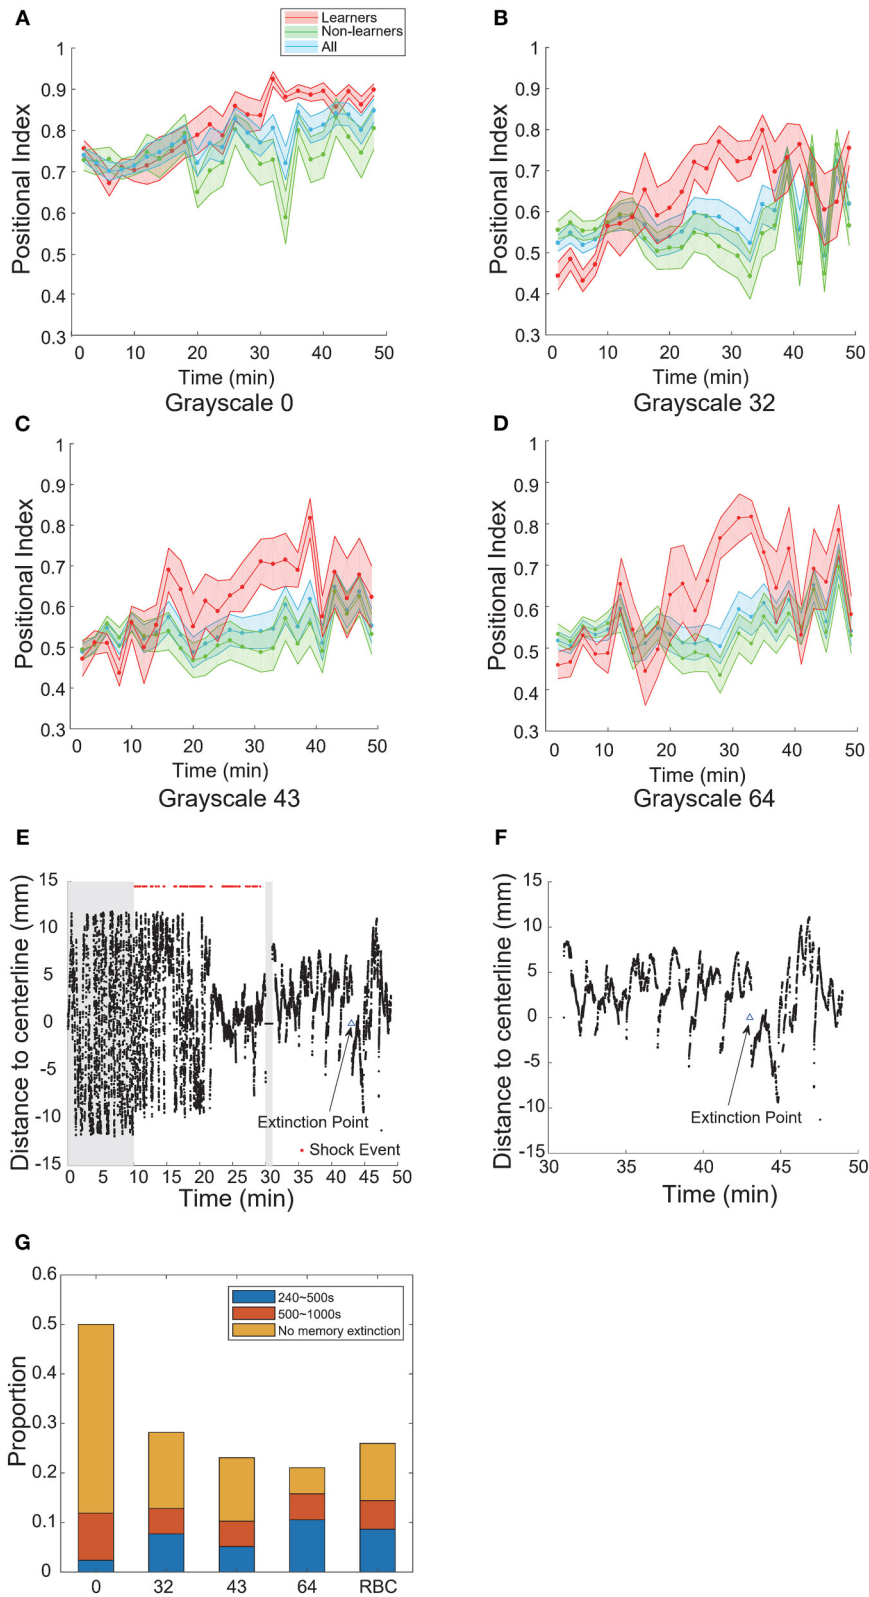 A
Learners
Non-learners
All
1
0.9
0.8
0.7
0.6
0.5
0.4
0.3
Positional Index
0 10 20 30 40 50
Time (min)
Grayscale 0
B
1
0.9
0.8
0.7
0.6
0.5
0.4
0.3
Positional Index
0 10 20 30 40 50
Time (min)
Grayscale 32
C
1
0.9
0.8
0.7
0.6
0.5
0.4
0.3
Positional Index
0 10 20 30 40 50
Time (min)
Grayscale 43
D
1
0.9
0.8
0.7
0.6
0.5
0.4
0.3
Positional Index
0 10 20 30 40 50
Time (min)
Grayscale 64
E
15
10
5
0
-5
-10
-15
Distance to centerline (mm)
Extinction Point
Shock Event
0 5 10 15 20 25 30 35 40 45 50
Time (min)
F
15
10
5
0
-5
-10
-15
Distance to centerline (mm)
Extinction Point
30 35 40 45 50
Time (min)
G
0.6
0.5
0.4
0.3
0.2
0.1
0
Proportion
240~500s
500~1000s
No memory extinction
0 32 43 64 RBC